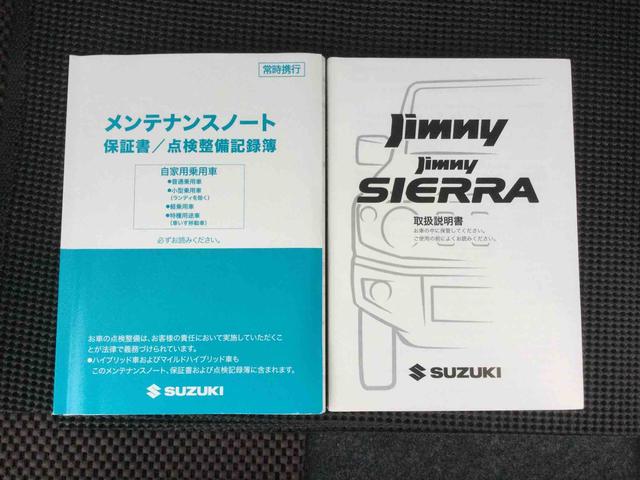 常時携行
メンテナンスノート
保証書／点検整備記録簿
自家用乗用車
●普通乗用車
●小型乗用車
（ランディを除く）
●軽乗用車
●特種用途車
（車いす移動車）
必ずお読みください。
お車の点検整備は、お客様の責任において実施していただくこ
とが法律で義務づけられています。
●ハイブリッド車およびマイルドハイブリッド車も
このメンテナンスノート、保証書および点検記録簿に含まれます。
SUZUKI
Jimny
Jimny
SIERRA
取扱説明書
お車の中に保管してください。
ご使用の前によくお読みください。
SUZUKI